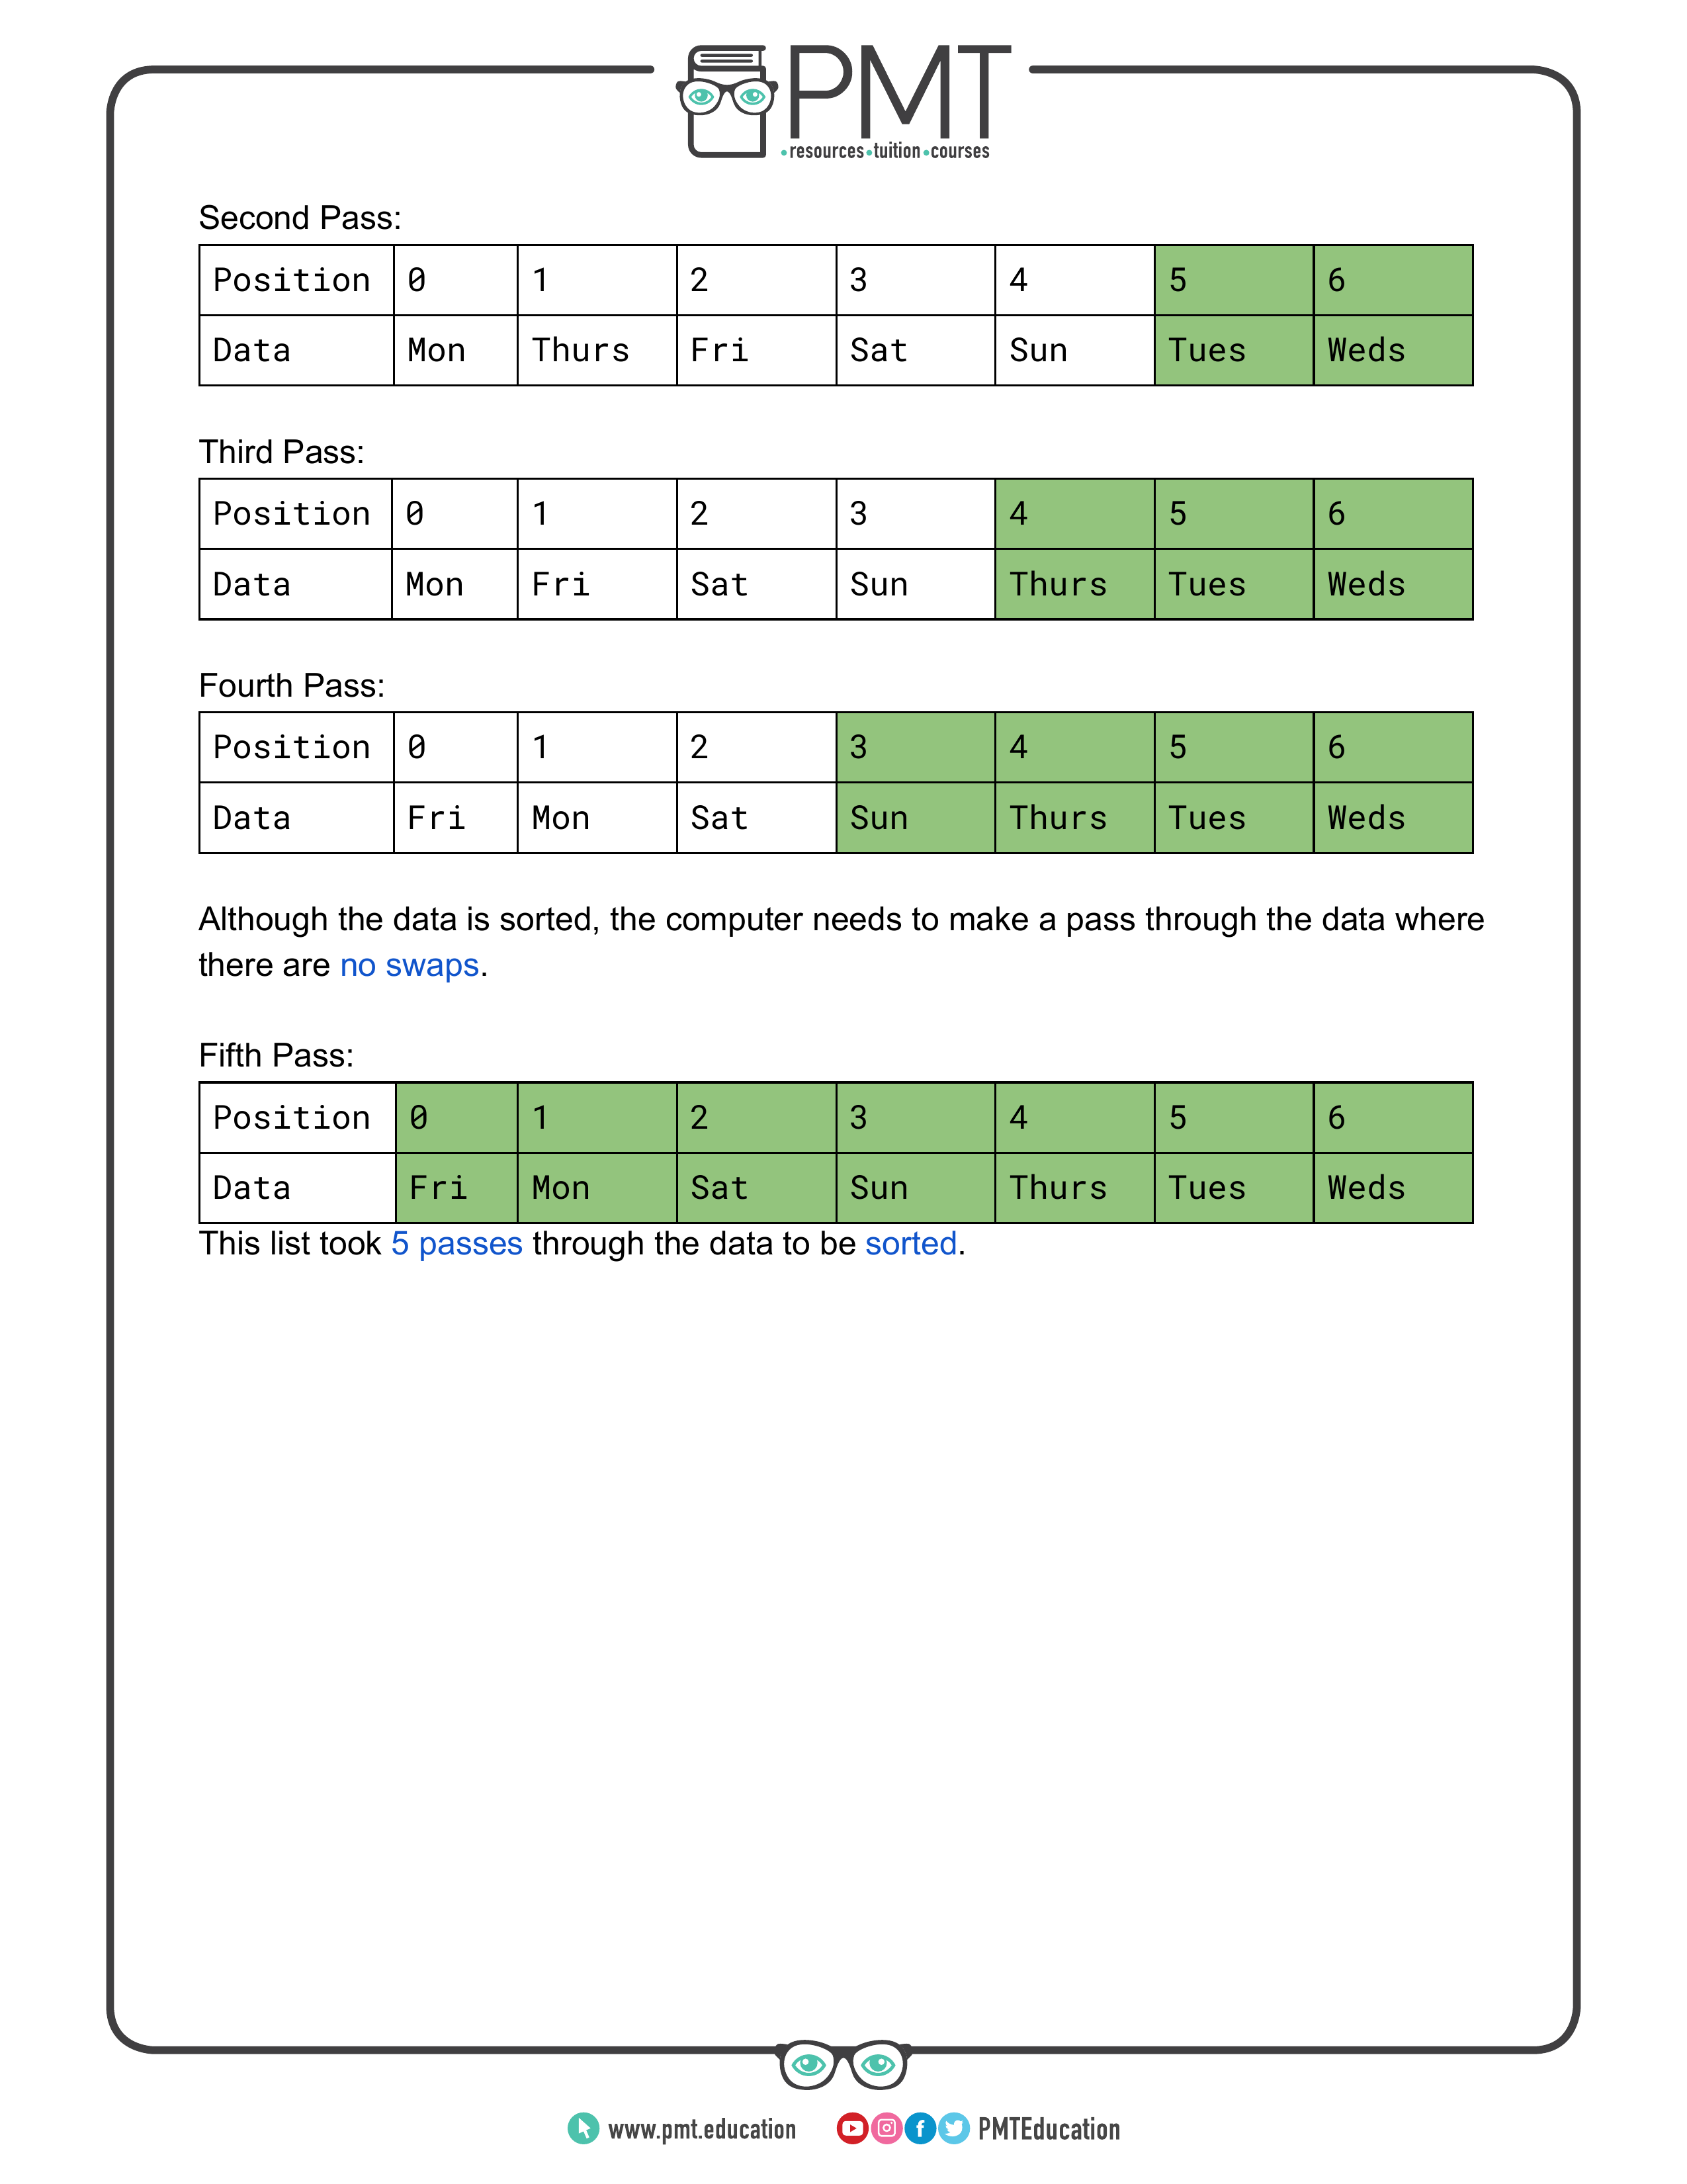 PMT
•resources•tuition•courses
Second Pass:
Position 0 1 2 3 4 5 6
Data Mon Thurs Fri Sat Sun Tues Weds
Third Pass:
Position 0 1 2 3 4 5 6
Data Mon Fri Sat Sun Thurs Tues Weds
Fourth Pass:
Position 0 1 2 3 4 5 6
Data Fri Mon Sat Sun Thurs Tues Weds
Although the data is sorted, the computer needs to make a pass through the data where
there are no swaps.
Fifth Pass:
Position 0 1 2 3 4 5 6
Data Fri Mon Sat Sun Thurs Tues Weds
This list took 5 passes through the data to be sorted.
www.pmt.education PMTEducation